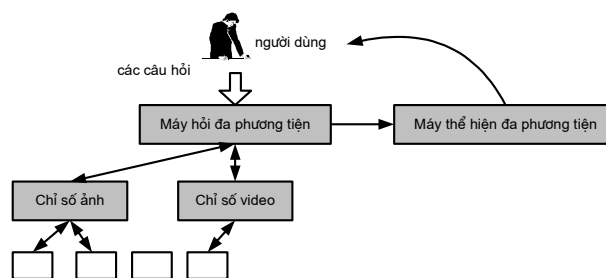 người dùng
các câu hỏi
Máy hỏi đa phương tiện
Máy thể hiện đa phương tiện
Chỉ số ảnh
Chỉ số video